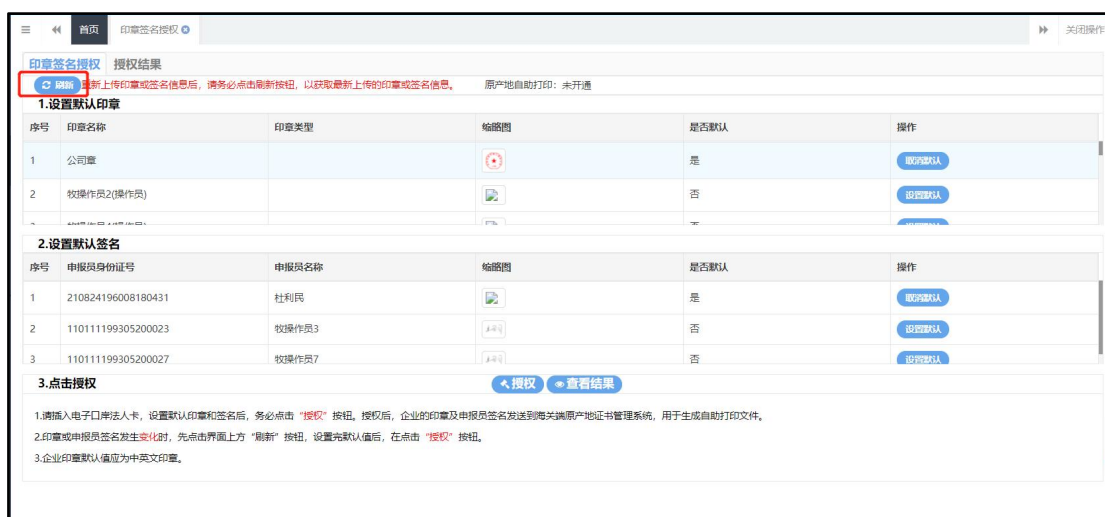 首页 印章签名授权 关闭操作
印章签名授权 授权结果
刷新 重新上传印章或签名信息后，请务必点击刷新按钮，以获取最新上传的印章或签名信息。 原产地自助打印：未开通
1.设置默认印章
序号 印章名称 印章类型 缩略图 是否默认 操作
1 公司章 是 取消默认
2 牧操作员2(操作员) 否 设置默认
2.设置默认签名
序号 申报员身份证号 申报员名称 缩略图 是否默认 操作
1 210824196008180431 杜利民 是 取消默认
2 110111199305200023 牧操作员3 否 设置默认
3 110111199305200027 牧操作员7 否 设置默认
3.点击授权 授权 查看结果
1.请插入电子口岸法人卡，设置默认印章和签名后，务必点击“授权”按钮。授权后，企业的印章及申报员签名发送到海关端原产地证书管理系统，用于生成自助打印文件。
2.印章或申报员签名发生变化时，先点击界面上方“刷新”按钮，设置完默认值后，在点击“授权”按钮。
3.企业印章默认值应为中英文印章。